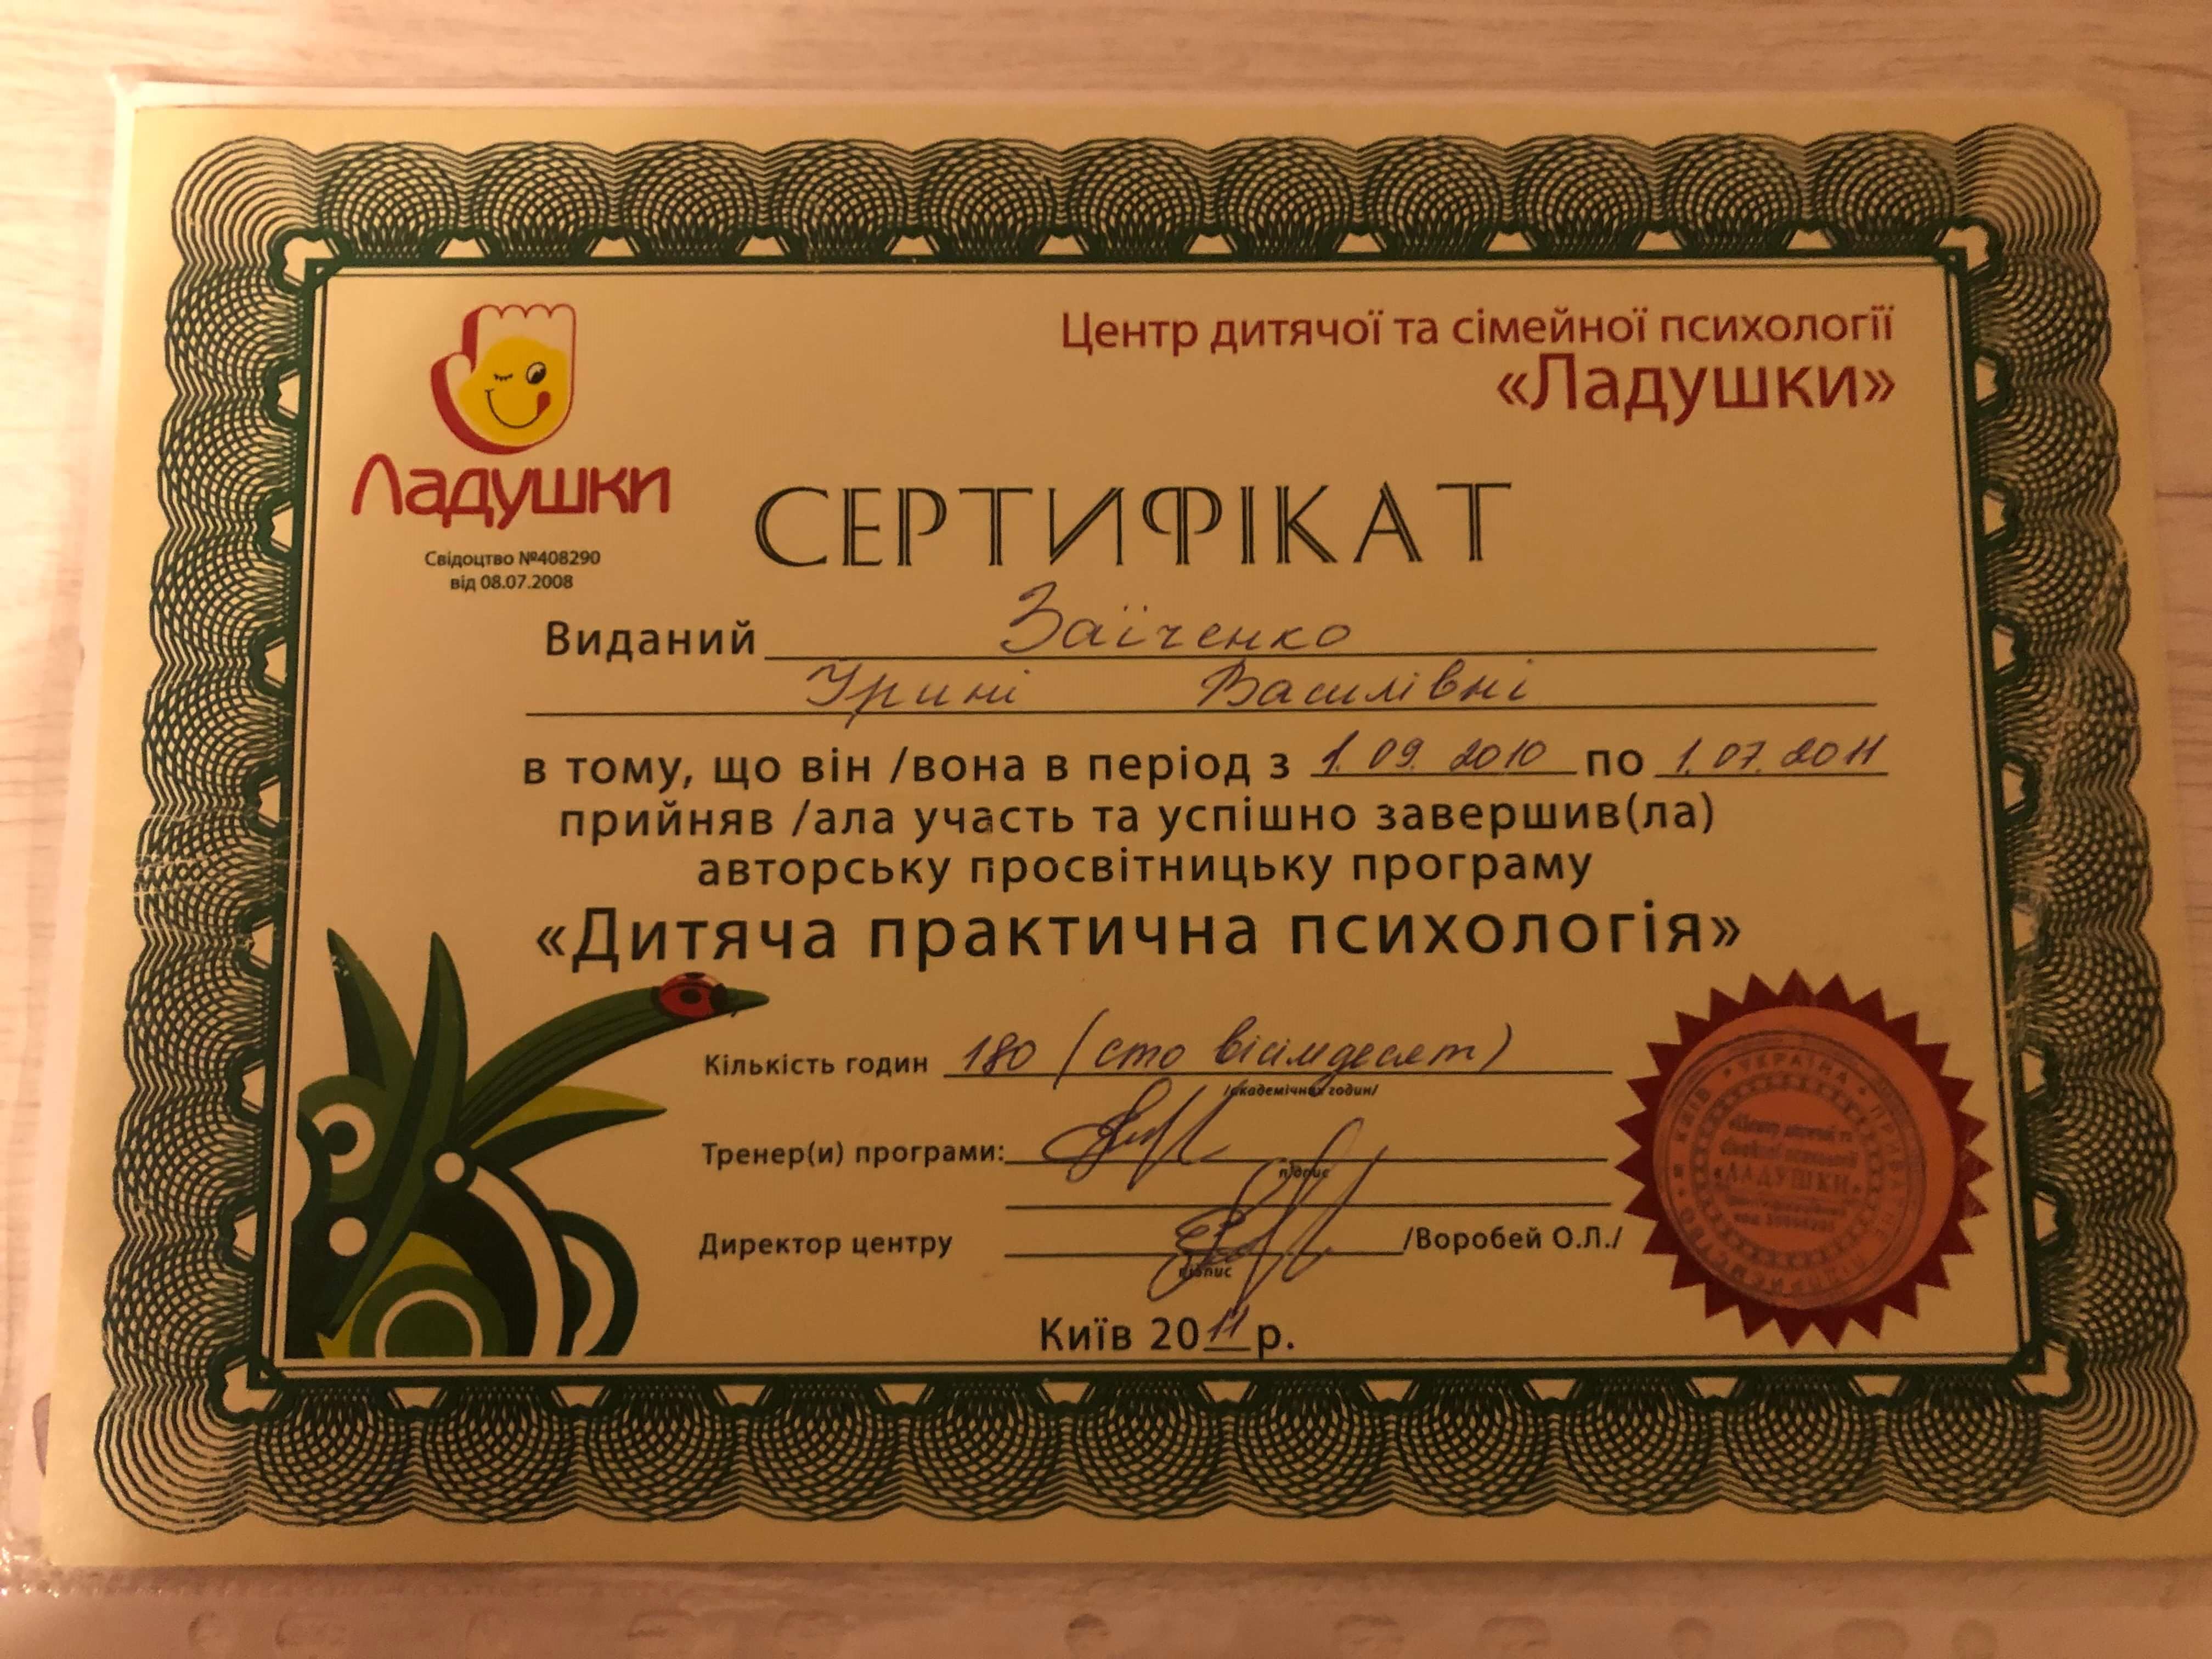 Центр дитячої та сімейної психології
«Ладушки»
Ладушки
Свідоцтво №408290
від 08.07.2008
СЕРТИФІКАТ
Виданий Заїченко
Ірині Василівні
в тому, що він /вона в період з 1.09.2010 по 1.07.2011
прийняв /ала участь та успішно завершив(ла)
авторську просвітницьку програму
«Дитяча практична психологія»
Кількість годин 180 (сто вісімдесят)
/академічних годин/
Тренер(и) програми:
підпис
Директор центру /Воробей О.Л./
підпис
Київ 2011 р.
УКРАЇНА
КИЇВ
«ЛАДУШКИ»